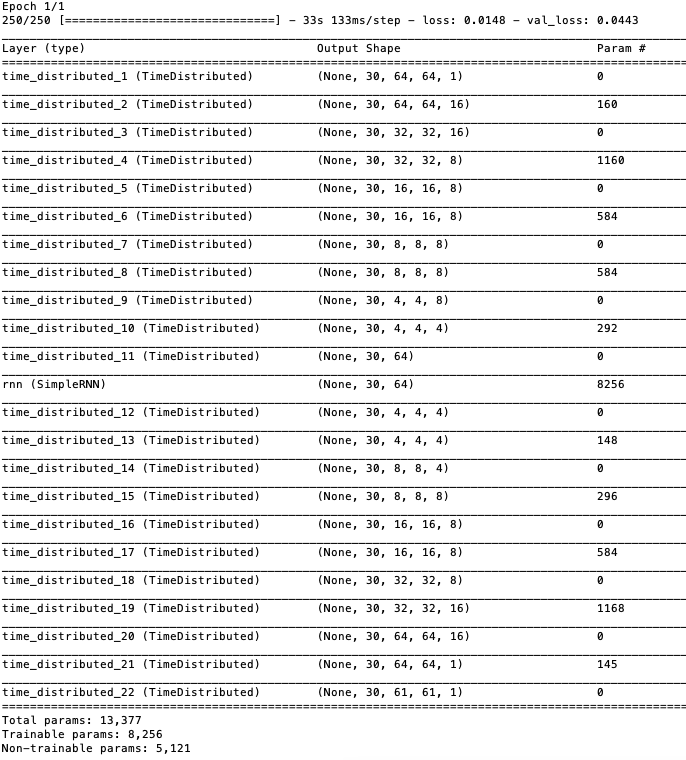 Epoch 1/1
250/250 [==============================] - 33s 133ms/step - loss: 0.0148 - val_loss: 0.0443
Layer (type) Output Shape Param #
time_distributed_1 (TimeDistributed) (None, 30, 64, 64, 1) 0
time_distributed_2 (TimeDistributed) (None, 30, 64, 64, 16) 160
time_distributed_3 (TimeDistributed) (None, 30, 32, 32, 16) 0
time_distributed_4 (TimeDistributed) (None, 30, 32, 32, 8) 1160
time_distributed_5 (TimeDistributed) (None, 30, 16, 16, 8) 0
time_distributed_6 (TimeDistributed) (None, 30, 16, 16, 8) 584
time_distributed_7 (TimeDistributed) (None, 30, 8, 8, 8) 0
time_distributed_8 (TimeDistributed) (None, 30, 8, 8, 8) 584
time_distributed_9 (TimeDistributed) (None, 30, 4, 4, 8) 0
time_distributed_10 (TimeDistributed) (None, 30, 4, 4, 4) 292
time_distributed_11 (TimeDistributed) (None, 30, 64) 0
rnn (SimpleRNN) (None, 30, 64) 8256
time_distributed_12 (TimeDistributed) (None, 30, 4, 4, 4) 0
time_distributed_13 (TimeDistributed) (None, 30, 4, 4, 4) 148
time_distributed_14 (TimeDistributed) (None, 30, 8, 8, 4) 0
time_distributed_15 (TimeDistributed) (None, 30, 8, 8, 8) 296
time_distributed_16 (TimeDistributed) (None, 30, 16, 16, 8) 0
time_distributed_17 (TimeDistributed) (None, 30, 16, 16, 8) 584
time_distributed_18 (TimeDistributed) (None, 30, 32, 32, 8) 0
time_distributed_19 (TimeDistributed) (None, 30, 32, 32, 16) 1168
time_distributed_20 (TimeDistributed) (None, 30, 64, 64, 16) 0
time_distributed_21 (TimeDistributed) (None, 30, 64, 64, 1) 145
time_distributed_22 (TimeDistributed) (None, 30, 61, 61, 1) 0
Total params: 13,377
Trainable params: 8,256
Non-trainable params: 5,121